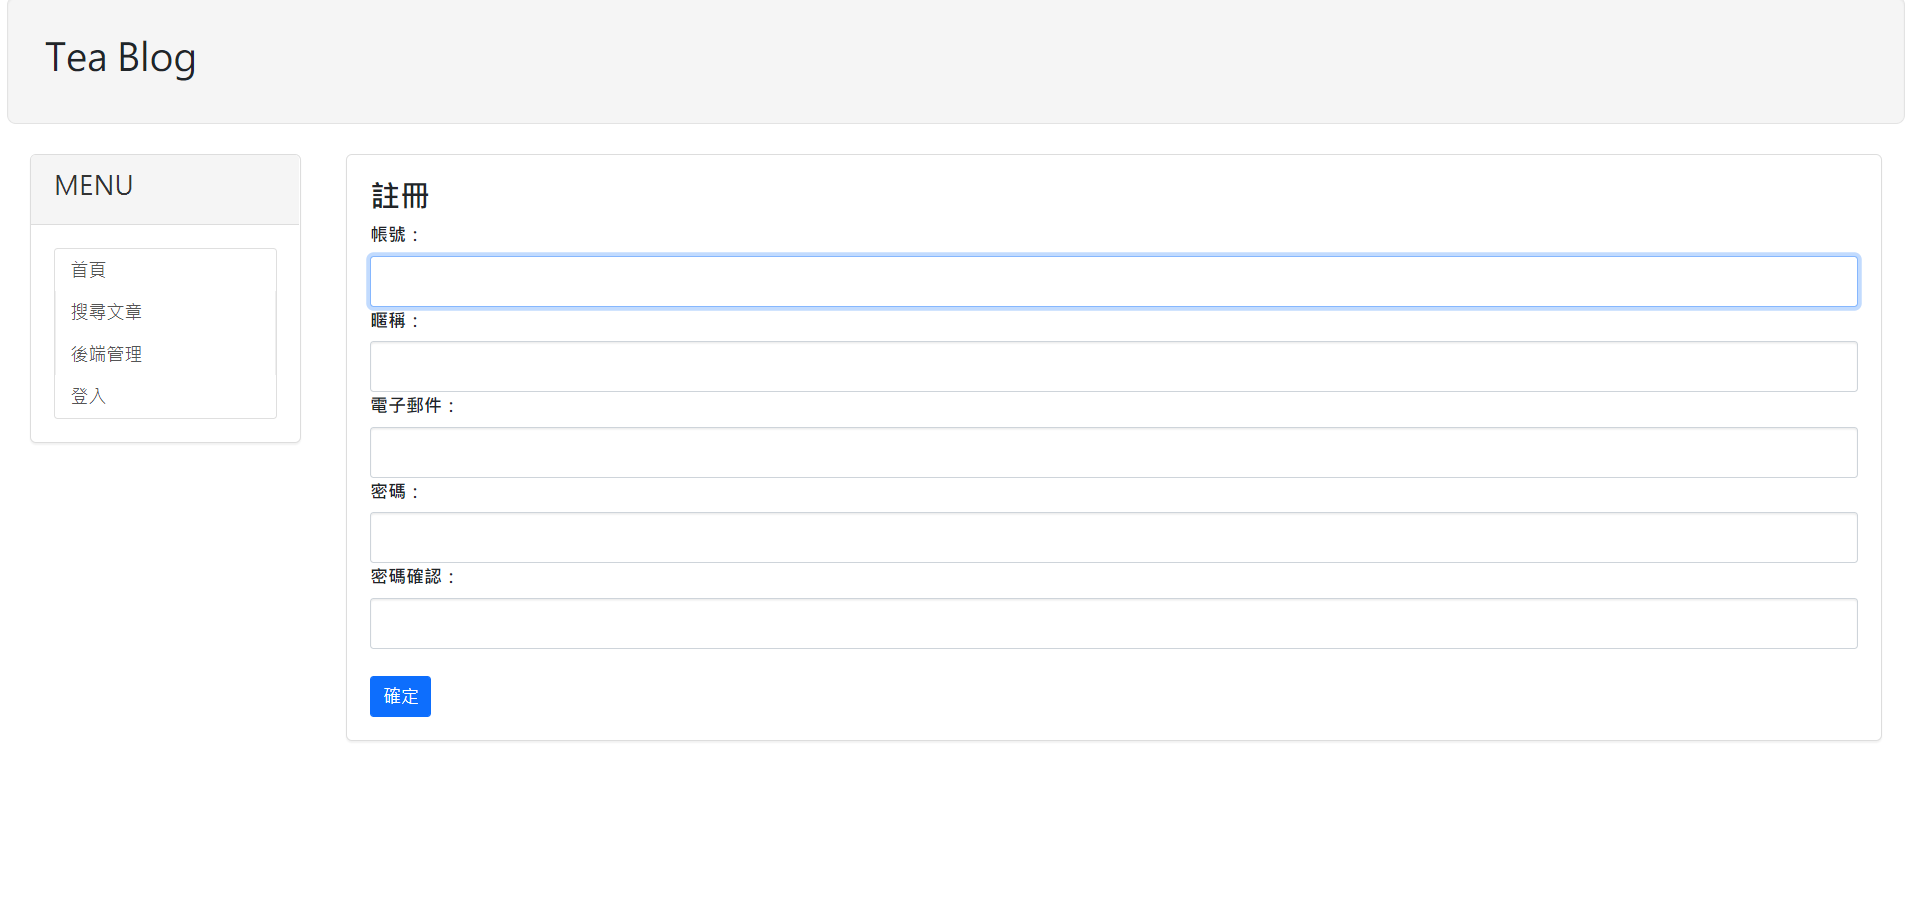 Tea Blog
MENU
首頁
搜尋文章
後端管理
登入
註冊
帳號：
暱稱：
電子郵件：
密碼：
密碼確認：
確定